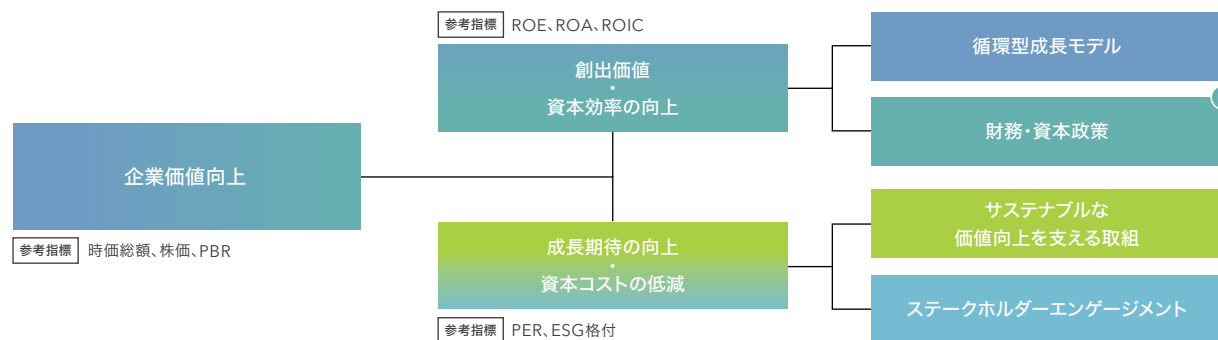 企業価値向上
参考指標 時価総額、株価、PBR
参考指標 ROE、ROA、ROIC
創出価値
・
資本効率の向上
成長期待の向上
・
資本コストの低減
参考指標 PER、ESG格付
循環型成長モデル
財務・資本政策
サステナブルな
価値向上を支える取組
ステークホルダーエンゲージメント